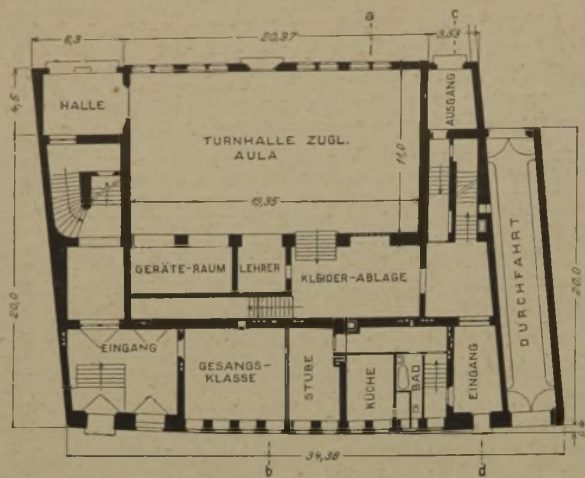 a
c
6,3
20,97
3,53
4,5
HALLE
AUSGANG
TURNHALLE ZUGL.
AULA
11,0
19,35
DURCHFAHRT
20,0
20,0
GERÄTE-RAUM
LEHRER
KLEIDER-ABLAGE
EINGANG
GESANGS-
KLASSE
STUBE
KÜCHE
BAD
EINGANG
34,38
b
d